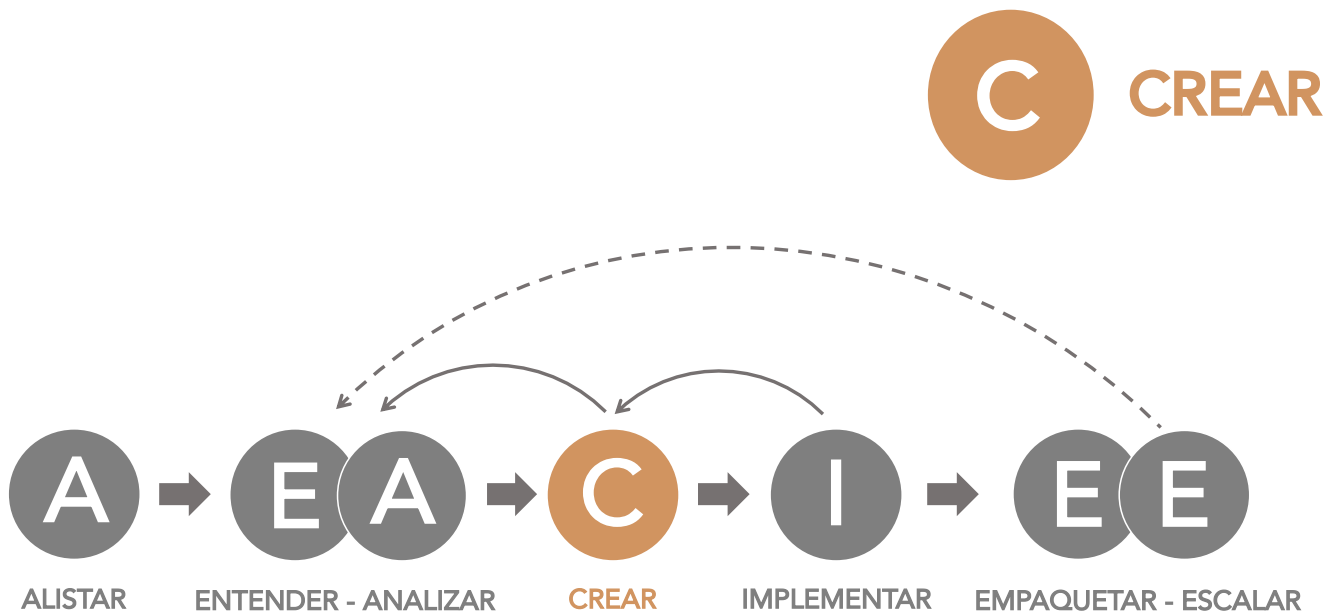 C CREAR
A E A C I E E
ALISTAR ENTENDER - ANALIZAR CREAR IMPLEMENTAR EMPAQUETAR - ESCALAR